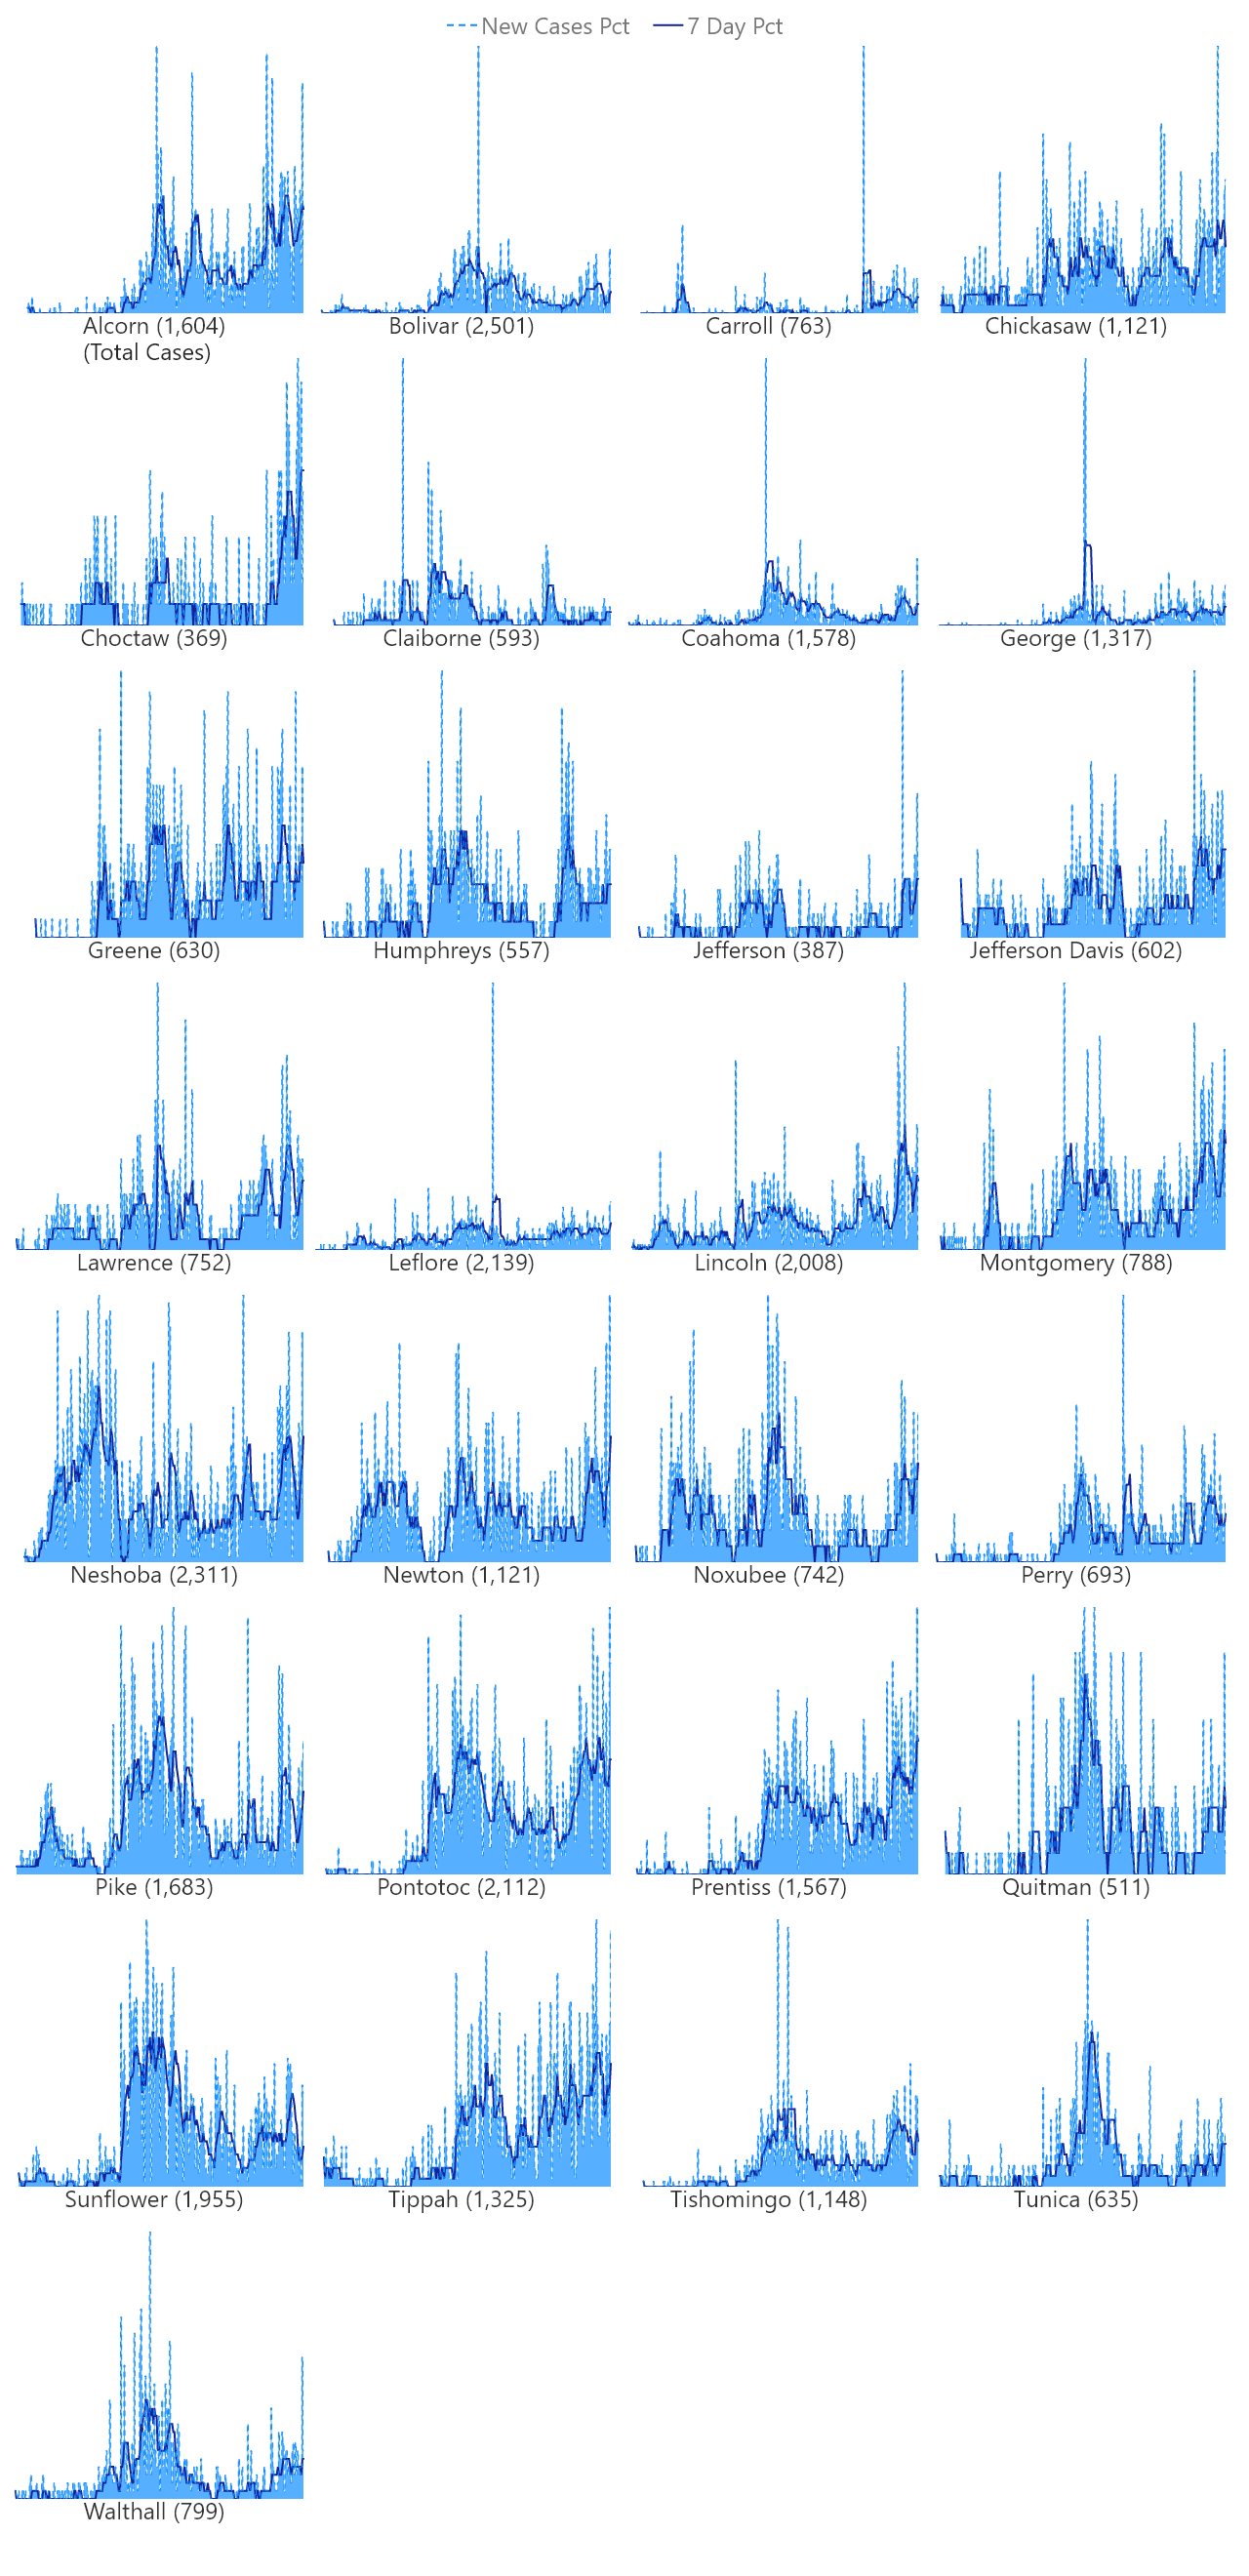 New Cases Pct 7 Day Pct
Alcorn (1,604) Bolivar (2,501) Carroll (763) Chickasaw (1,121)
(Total Cases)
Choctaw (369) Claiborne (593) Coahoma (1,578) George (1,317)
Greene (630) Humphreys (557) Jefferson (387) Jefferson Davis (602)
Lawrence (752) Leflore (2,139) Lincoln (2,008) Montgomery (788)
Neshoba (2,311) Newton (1,121) Noxubee (742) Perry (693)
Pike (1,683) Pontotoc (2,112) Prentiss (1,567) Quitman (511)
Sunflower (1,955) Tippah (1,325) Tishomingo (1,148) Tunica (635)
Walthall (799)